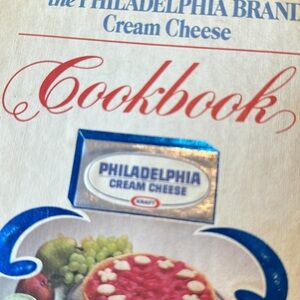 the PHILADELPHIA BRAND
Cream Cheese
Cookbook
PHILADELPHIA
CREAM CHEESE
KRAFT